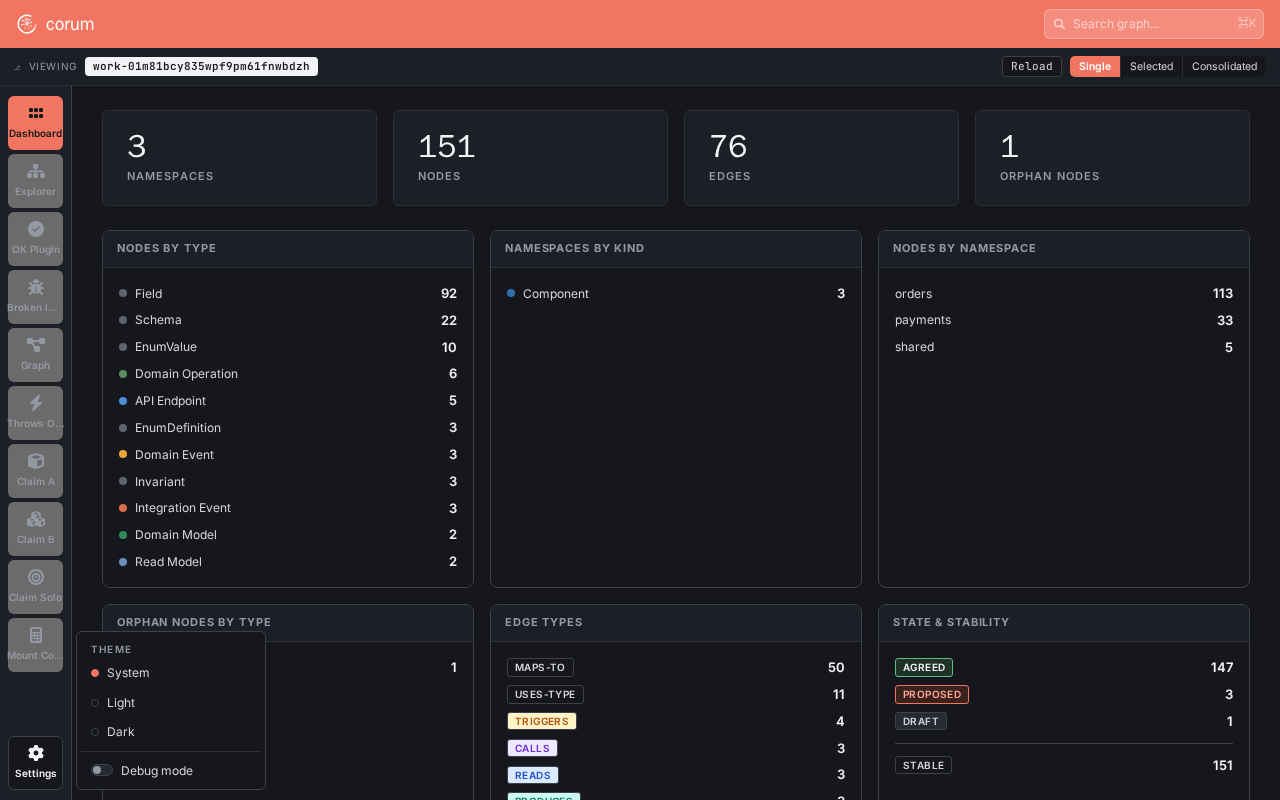 corum
Search graph... ⌘K
VIEWING work-01m81bcy835wpf9pm61fnwbdzh
Reload Single Selected Consolidated
Dashboard
Explorer
OK Plugin
Broken I...
Graph
Throws O...
Claim A
Claim B
Claim Solo
Mount Co...
Settings
3
NAMESPACES
151
NODES
76
EDGES
1
ORPHAN NODES
NODES BY TYPE
Field 92
Schema 22
EnumValue 10
Domain Operation 6
API Endpoint 5
EnumDefinition 3
Domain Event 3
Invariant 3
Integration Event 3
Domain Model 2
Read Model 2
NAMESPACES BY KIND
Component 3
NODES BY NAMESPACE
orders 113
payments 33
shared 5
ORPHAN NODES BY TYPE
1
THEME
System
Light
Dark
Debug mode
EDGE TYPES
MAPS-TO 50
USES-TYPE 11
TRIGGERS 4
CALLS 3
READS 3
PRODUCES
STATE & STABILITY
AGREED 147
PROPOSED 3
DRAFT 1
STABLE 151